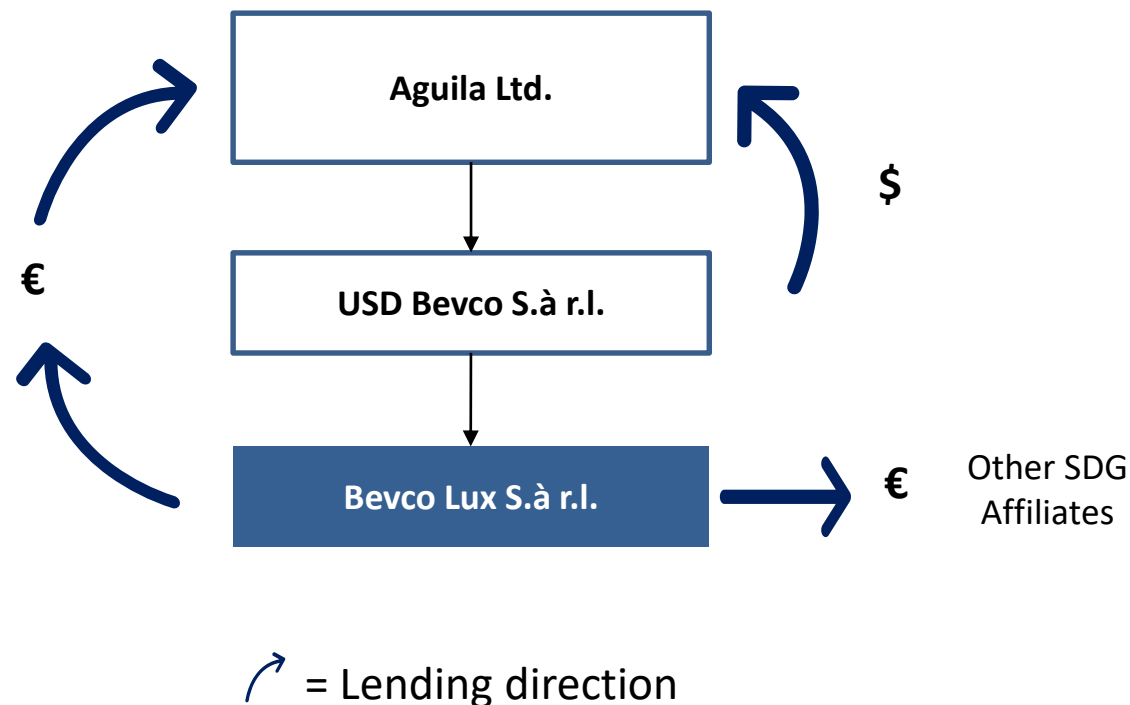 Aguila Ltd.
$
€
USD Bevco S.à r.l.
Bevco Lux S.à r.l.
€
Other SDG
Affiliates
= Lending direction